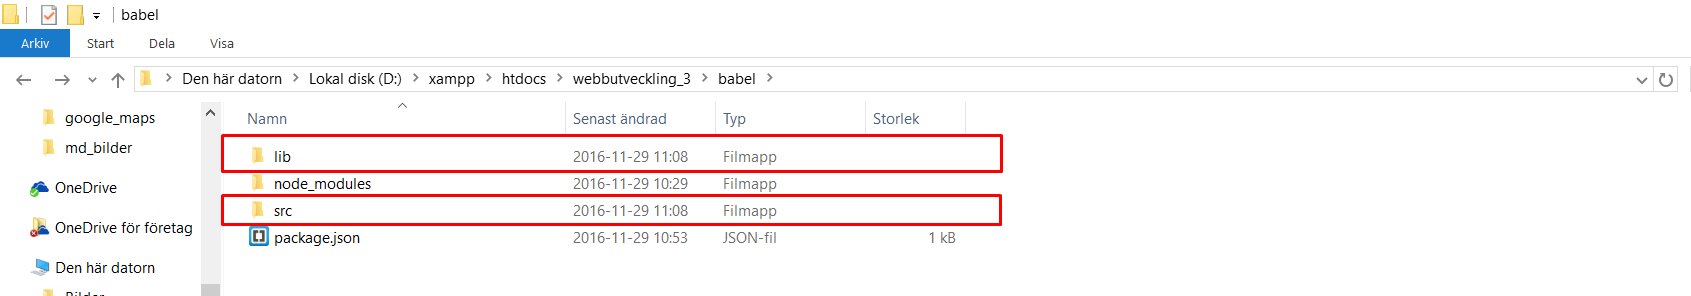 babel
Arkiv Start Dela Visa
Den här datorn Lokal disk (D:) xampp htdocs webbutveckling_3 babel
google_maps
md_bilder
OneDrive
OneDrive för företag
Den här datorn
Bilder
Namn Senast ändrad Typ Storlek
lib 2016-11-29 11:08 Filmapp
node_modules 2016-11-29 10:29 Filmapp
src 2016-11-29 11:08 Filmapp
package.json 2016-11-29 10:53 JSON-fil 1 kB